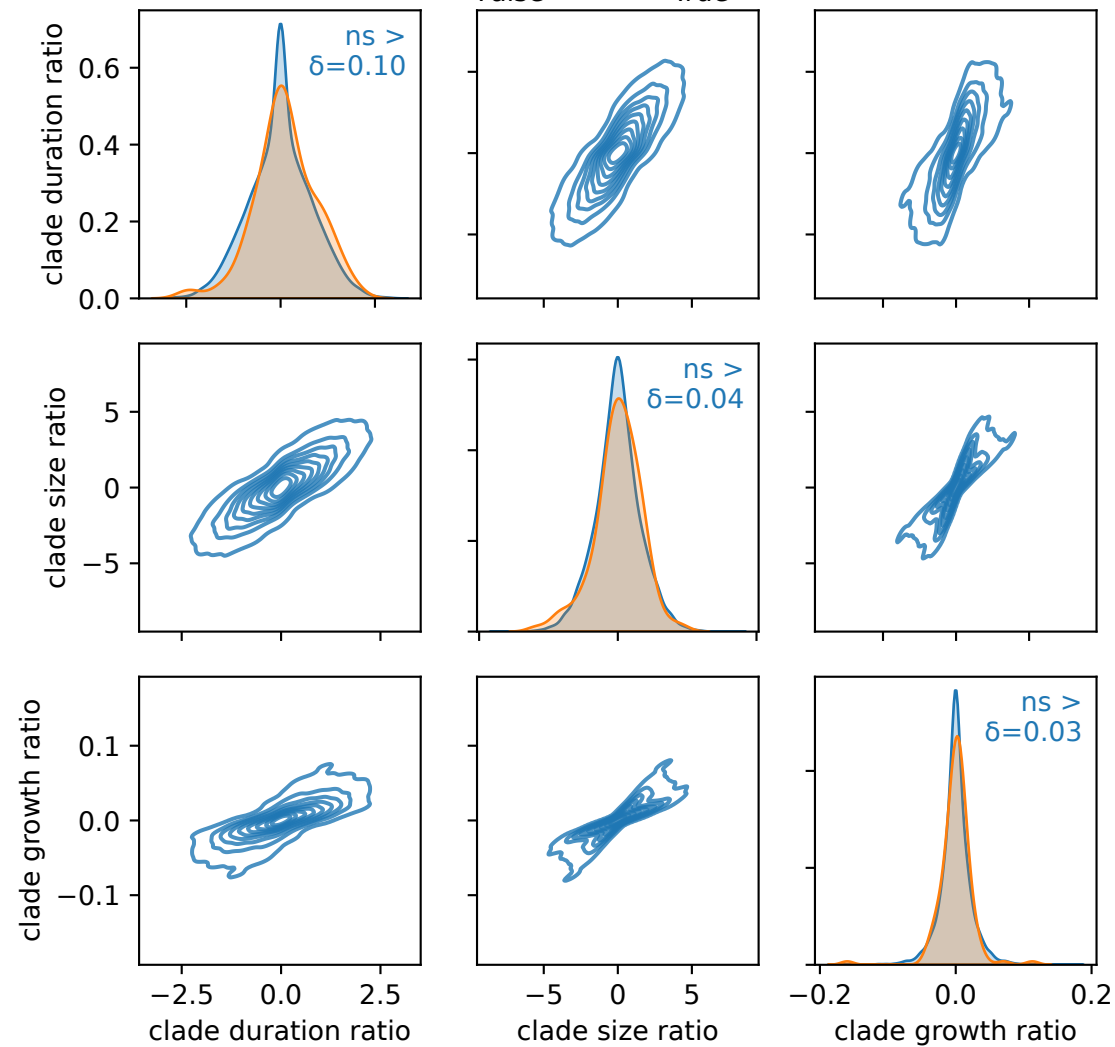 clade duration ratio
0.6
0.4
0.2
0.0
ns >
δ=0.10
clade size ratio
5
0
−5
ns >
δ=0.04
clade growth ratio
0.1
0.0
−0.1
ns >
δ=0.03
−2.5 0.0 2.5
−5 0 5
−0.2 0.0 0.2
clade duration ratio
clade size ratio
clade growth ratio